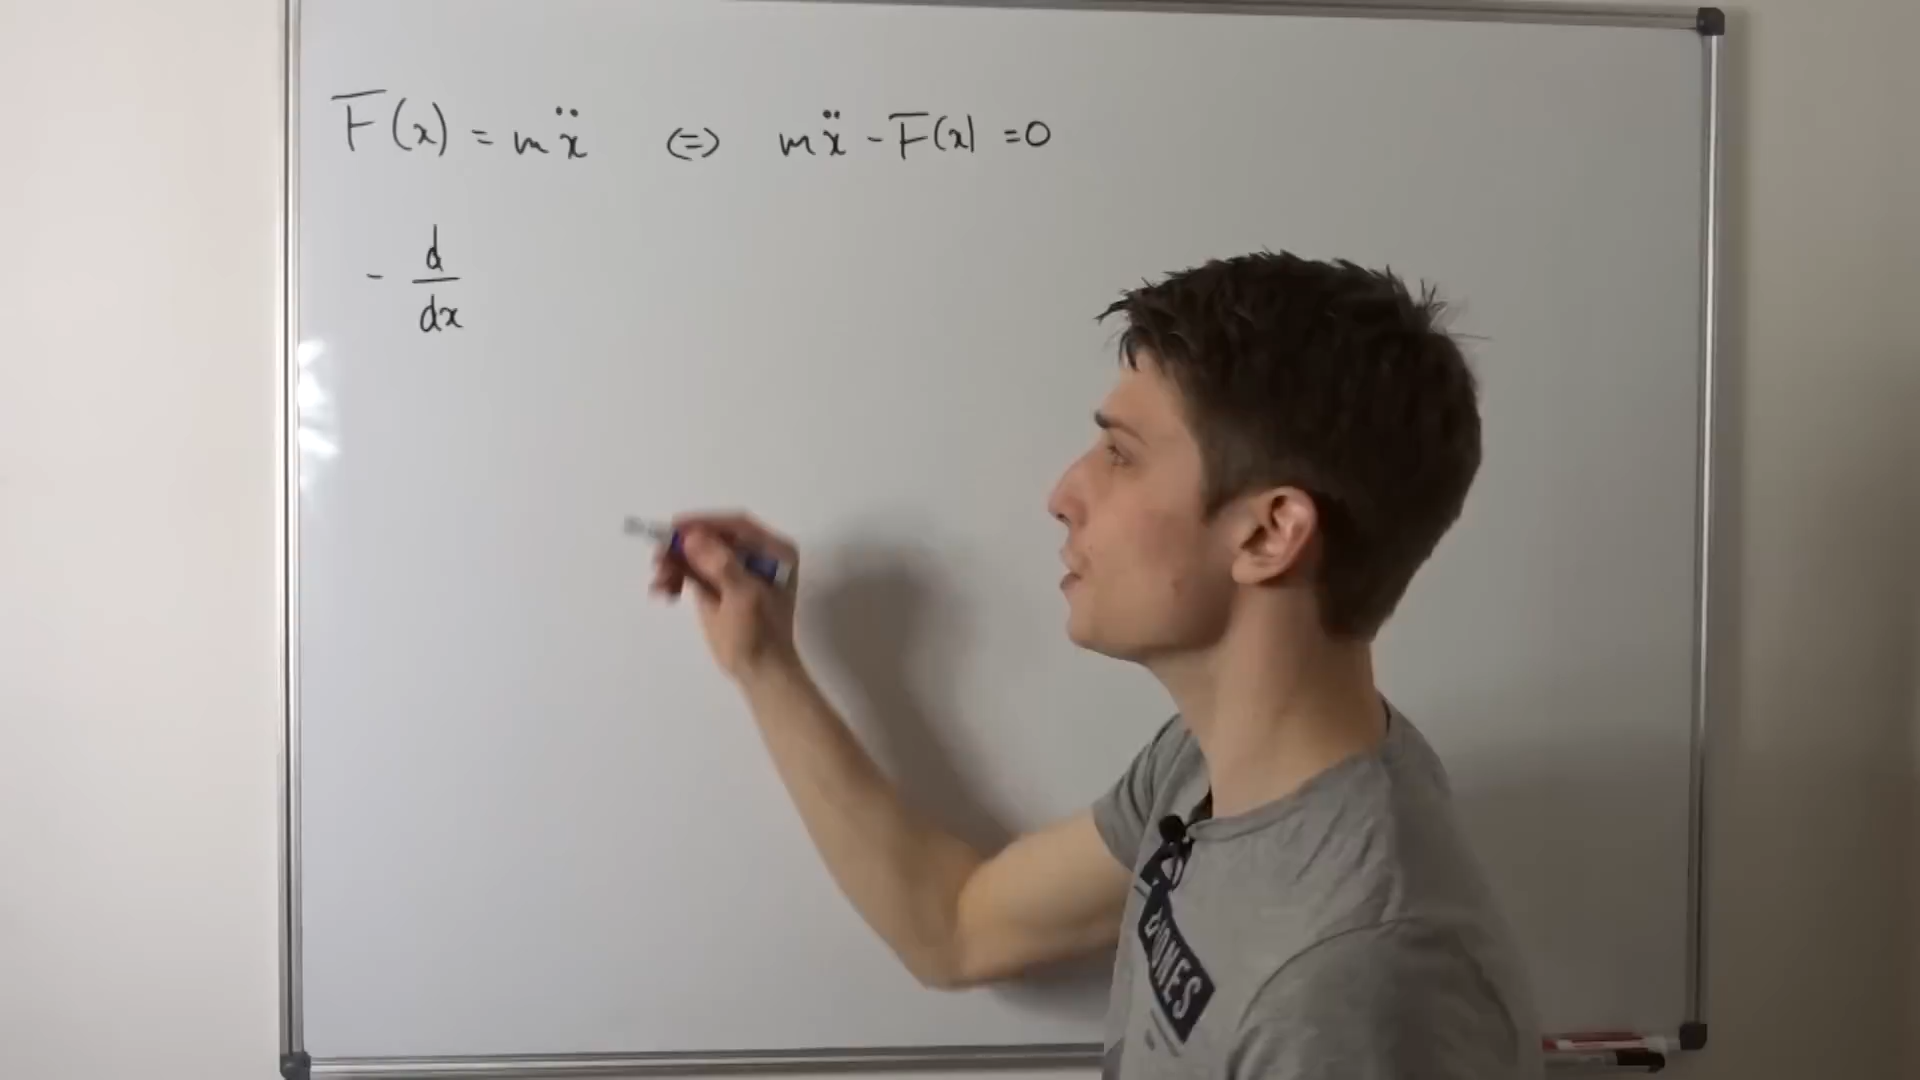 F(x) = mẍ ⇔ mẍ - F(x) = 0
- d/dx